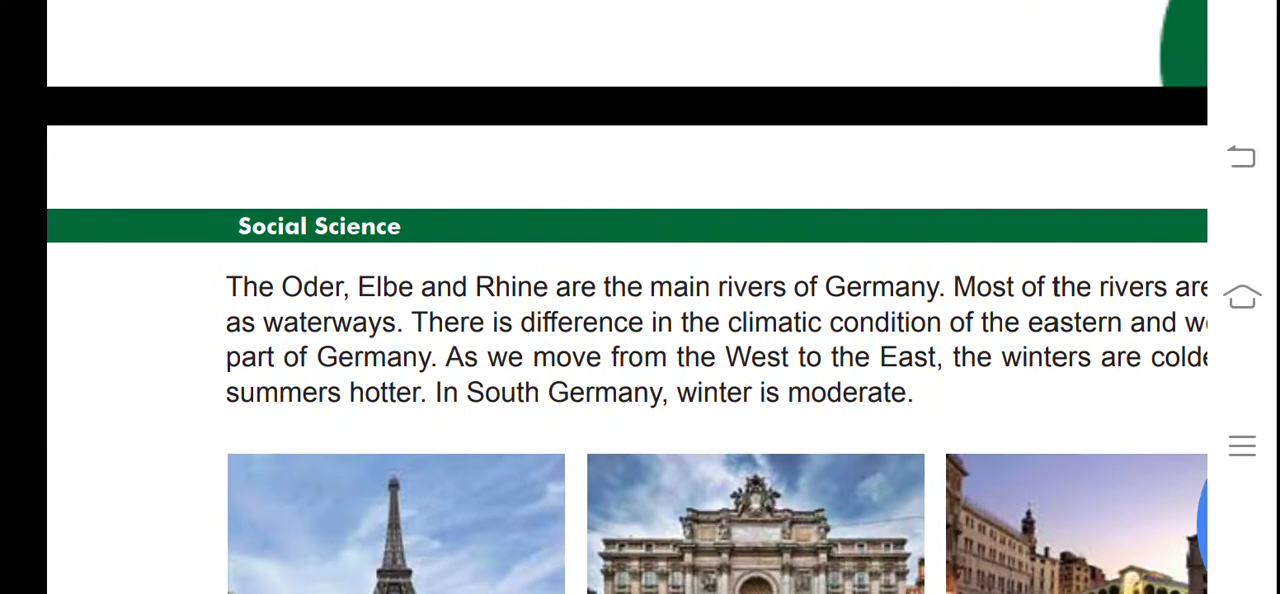 Social Science
The Oder, Elbe and Rhine are the main rivers of Germany. Most of the rivers are
as waterways. There is difference in the climatic condition of the eastern and
part of Germany. As we move from the West to the East, the winters are
summers hotter. In South Germany, winter is moderate.